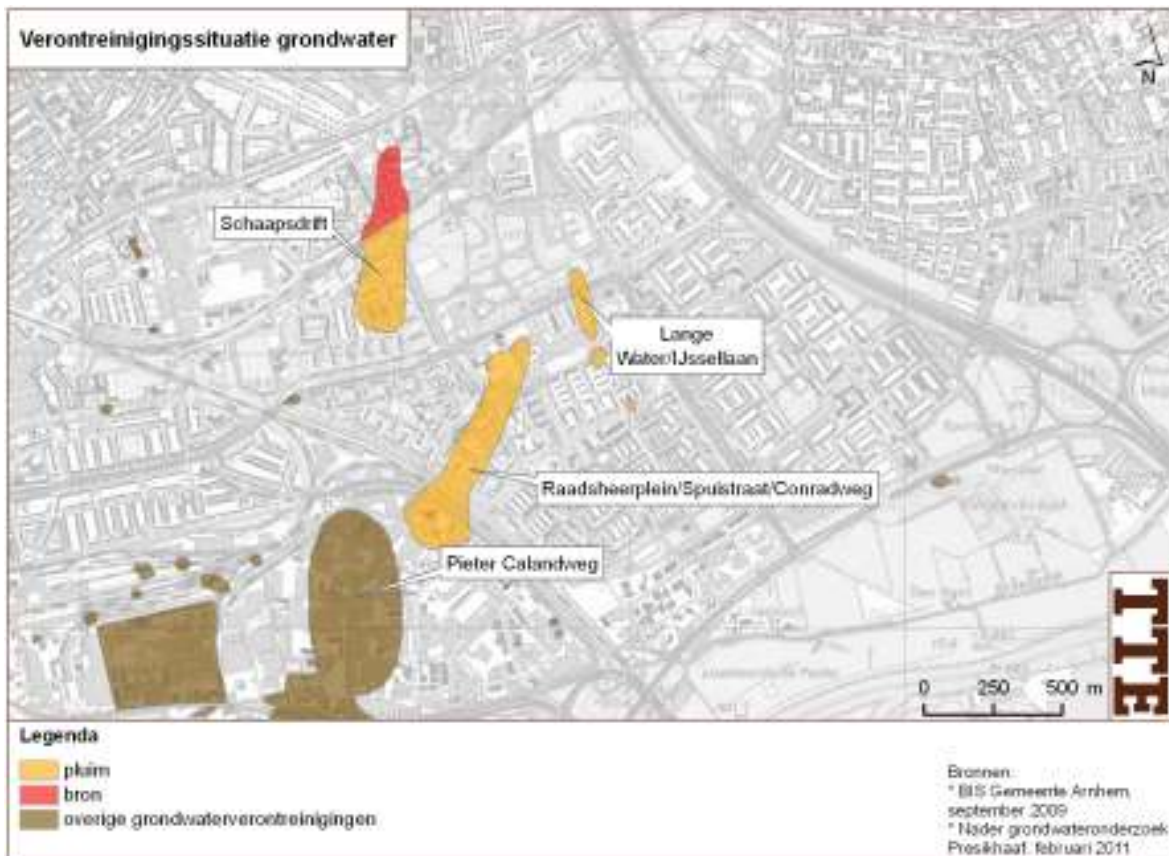 Verontreinigingssituatie grondwater
N
Schaapsdrift
Lange
Water/IJssellaan
Raadsheerplein/Spuistraat/Conradweg
Pieter Calandweg
0 250 500 m
TTE
Legenda
pluim
bron
overige grondwaterverontreinigingen
Bronnen:
* BIS Gemeente Arnhem,
september 2009
* Nader grondwateronderzoek
Presikhaaf, februari 2011